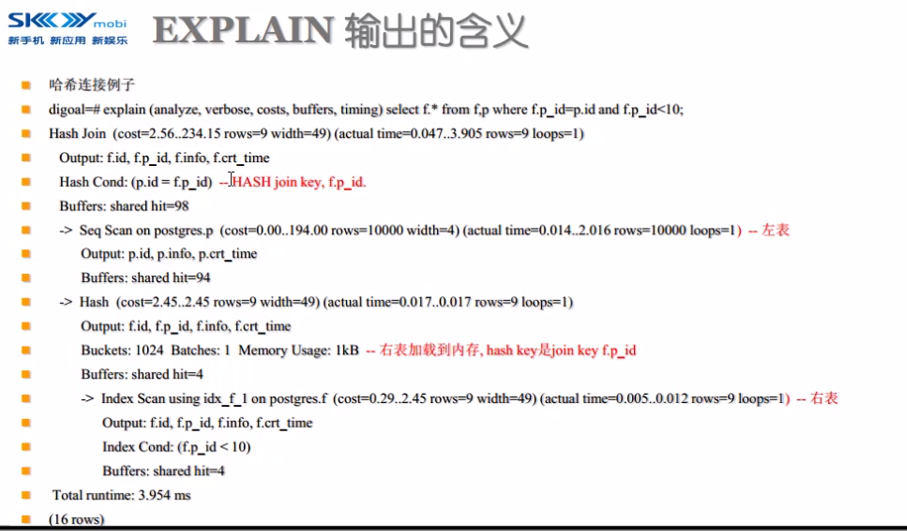 SKYmobi
新手机 新应用 新娱乐
EXPLAIN 输出的含义
哈希连接例子
digoal=# explain (analyze, verbose, costs, buffers, timing) select f.* from f,p where f.p_id=p.id and f.p_id<10;
Hash Join (cost=2.56..234.15 rows=9 width=49) (actual time=0.047..3.905 rows=9 loops=1)
Output: f.id, f.p_id, f.info, f.crt_time
Hash Cond: (p.id = f.p_id) -- HASH join key, f.p_id.
Buffers: shared hit=98
-> Seq Scan on postgres.p (cost=0.00..194.00 rows=10000 width=4) (actual time=0.014..2.016 rows=10000 loops=1) -- 左表
Output: p.id, p.info, p.crt_time
Buffers: shared hit=94
-> Hash (cost=2.45..2.45 rows=9 width=49) (actual time=0.017..0.017 rows=9 loops=1)
Output: f.id, f.p_id, f.info, f.crt_time
Buckets: 1024 Batches: 1 Memory Usage: 1kB -- 右表加载到内存, hash key是join key f.p_id
Buffers: shared hit=4
-> Index Scan using idx_f_1 on postgres.f (cost=0.29..2.45 rows=9 width=49) (actual time=0.005..0.012 rows=9 loops=1) -- 右表
Output: f.id, f.p_id, f.info, f.crt_time
Index Cond: (f.p_id < 10)
Buffers: shared hit=4
Total runtime: 3.954 ms
(16 rows)